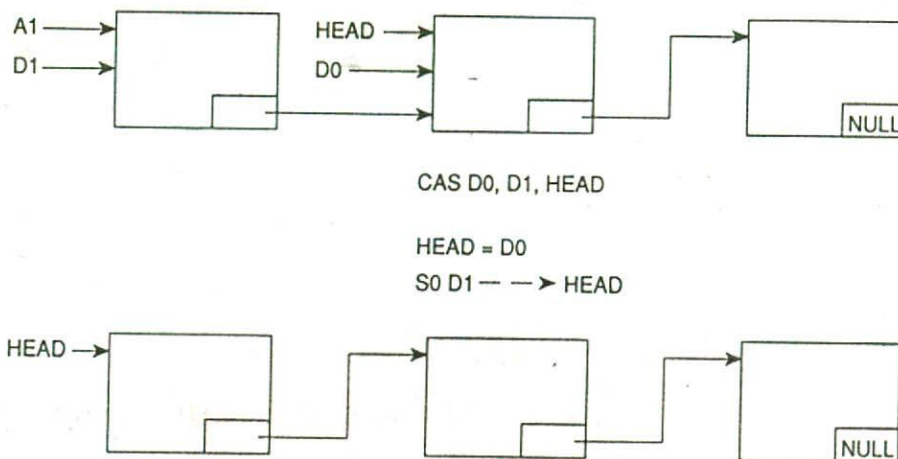 A1
D1
HEAD
D0
NULL
CAS D0, D1, HEAD
HEAD = D0
S0 D1 HEAD
HEAD
NULL